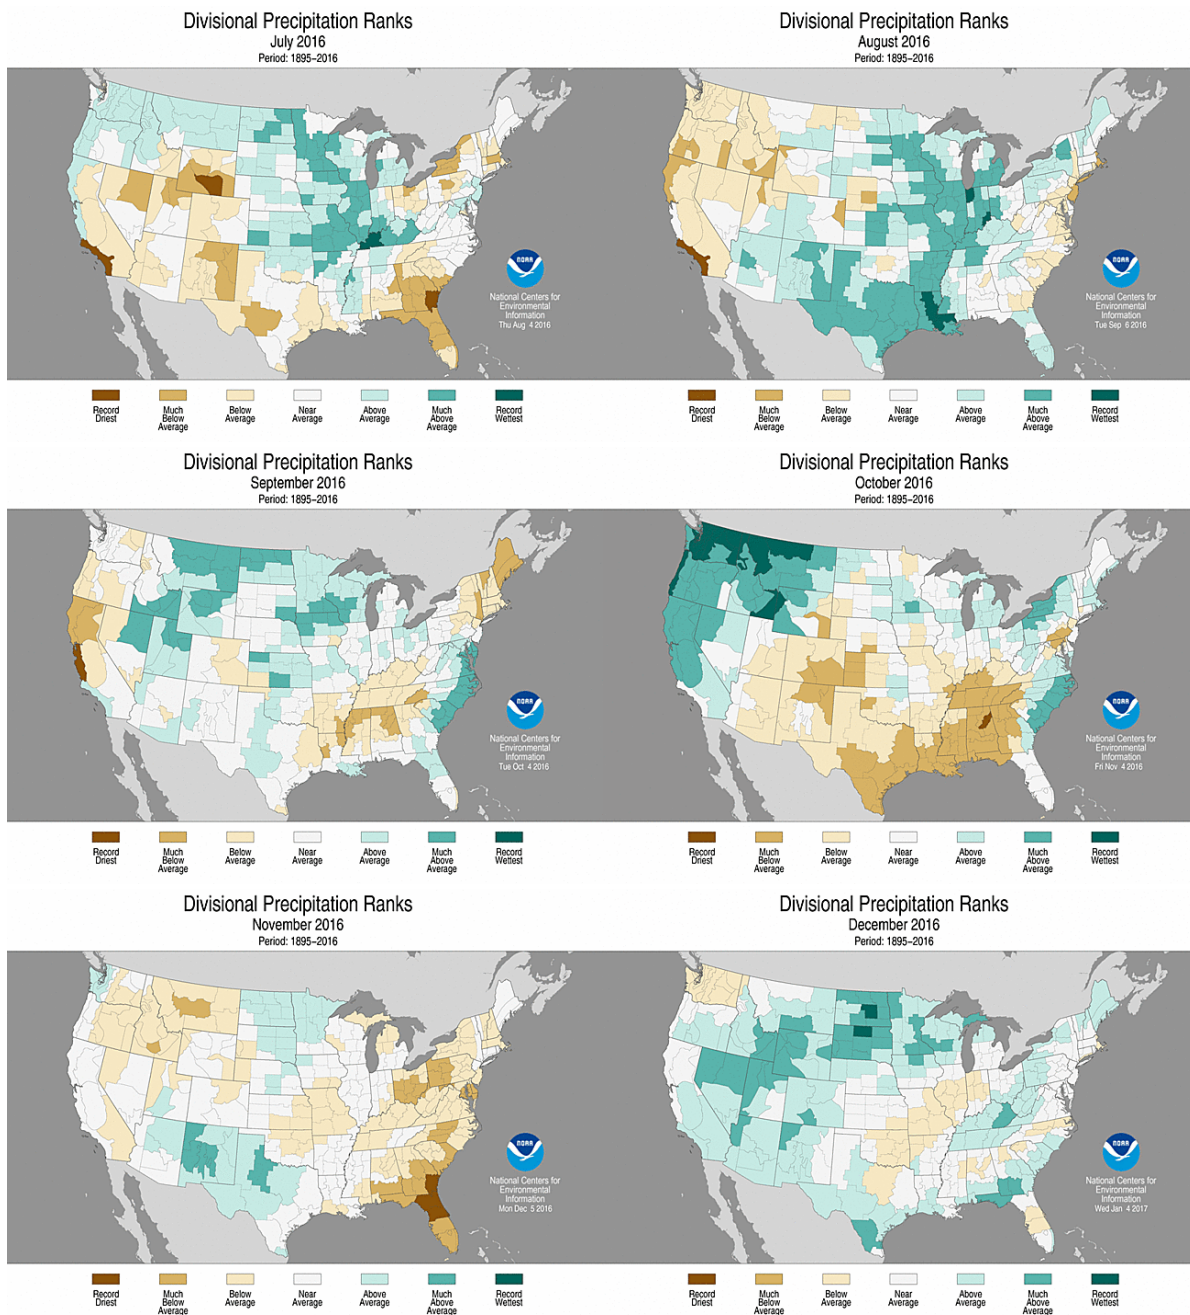 Divisional Precipitation Ranks
July 2016
Period: 1895–2016
NOAA
National Centers for
Environmental
Information
Thu Aug 4 2016
Record
Driest
Much
Below
Average
Below
Average
Near
Average
Above
Average
Much
Above
Average
Record
Wettest
Divisional Precipitation Ranks
August 2016
Period: 1895–2016
NOAA
National Centers for
Environmental
Information
Tue Sep 6 2016
Record
Driest
Much
Below
Average
Below
Average
Near
Average
Above
Average
Much
Above
Average
Record
Wettest
Divisional Precipitation Ranks
September 2016
Period: 1895–2016
NOAA
National Centers for
Environmental
Information
Tue Oct 4 2016
Record
Driest
Much
Below
Average
Below
Average
Near
Average
Above
Average
Much
Above
Average
Record
Wettest
Divisional Precipitation Ranks
October 2016
Period: 1895–2016
NOAA
National Centers for
Environmental
Information
Fri Nov 4 2016
Record
Driest
Much
Below
Average
Below
Average
Near
Average
Above
Average
Much
Above
Average
Record
Wettest
Divisional Precipitation Ranks
November 2016
Period: 1895–2016
NOAA
National Centers for
Environmental
Information
Mon Dec 5 2016
Record
Driest
Much
Below
Average
Below
Average
Near
Average
Above
Average
Much
Above
Average
Record
Wettest
Divisional Precipitation Ranks
December 2016
Period: 1895–2016
NOAA
National Centers for
Environmental
Information
Wed Jan 4 2017
Record
Driest
Much
Below
Average
Below
Average
Near
Average
Above
Average
Much
Above
Average
Record
Wettest